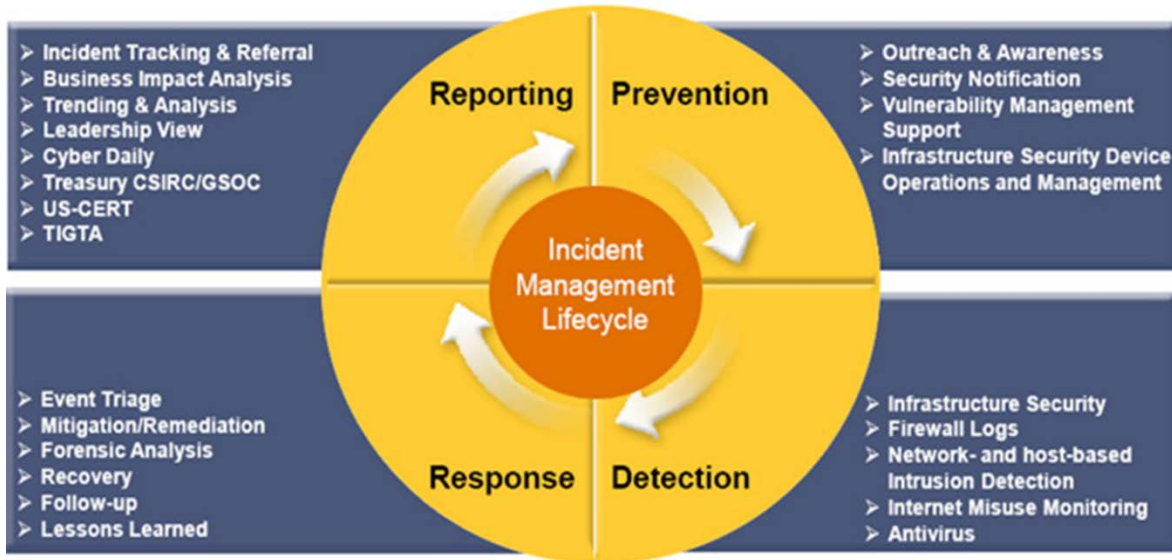 Reporting
➢ Incident Tracking & Referral
➢ Business Impact Analysis
➢ Trending & Analysis
➢ Leadership View
➢ Cyber Daily
➢ Treasury CSIRC/GSOC
➢ US-CERT
➢ TIGTA
Prevention
➢ Outreach & Awareness
➢ Security Notification
➢ Vulnerability Management
Support
➢ Infrastructure Security Device
Operations and Management
Incident
Management
Lifecycle
Response
➢ Event Triage
➢ Mitigation/Remediation
➢ Forensic Analysis
➢ Recovery
➢ Follow-up
➢ Lessons Learned
Detection
➢ Infrastructure Security
➢ Firewall Logs
➢ Network- and host-based
Intrusion Detection
➢ Internet Misuse Monitoring
➢ Antivirus